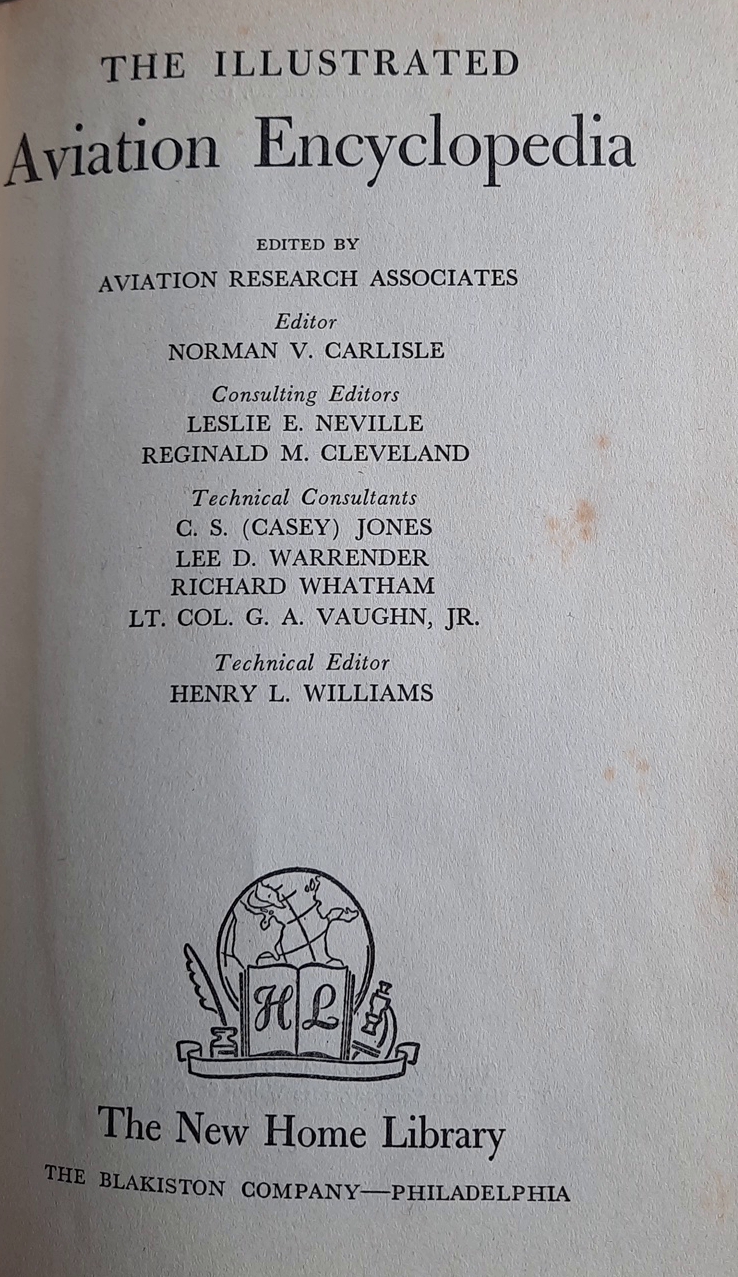 THE ILLUSTRATED
Aviation Encyclopedia
EDITED BY
AVIATION RESEARCH ASSOCIATES
Editor
NORMAN V. CARLISLE
Consulting Editors
LESLIE E. NEVILLE
REGINALD M. CLEVELAND
Technical Consultants
C. S. (CASEY) JONES
LEE D. WARRENDER
RICHARD WHATHAM
LT. COL. G. A. VAUGHN, JR.
Technical Editor
HENRY L. WILLIAMS
H L
The New Home Library
THE BLAKISTON COMPANY—PHILADELPHIA